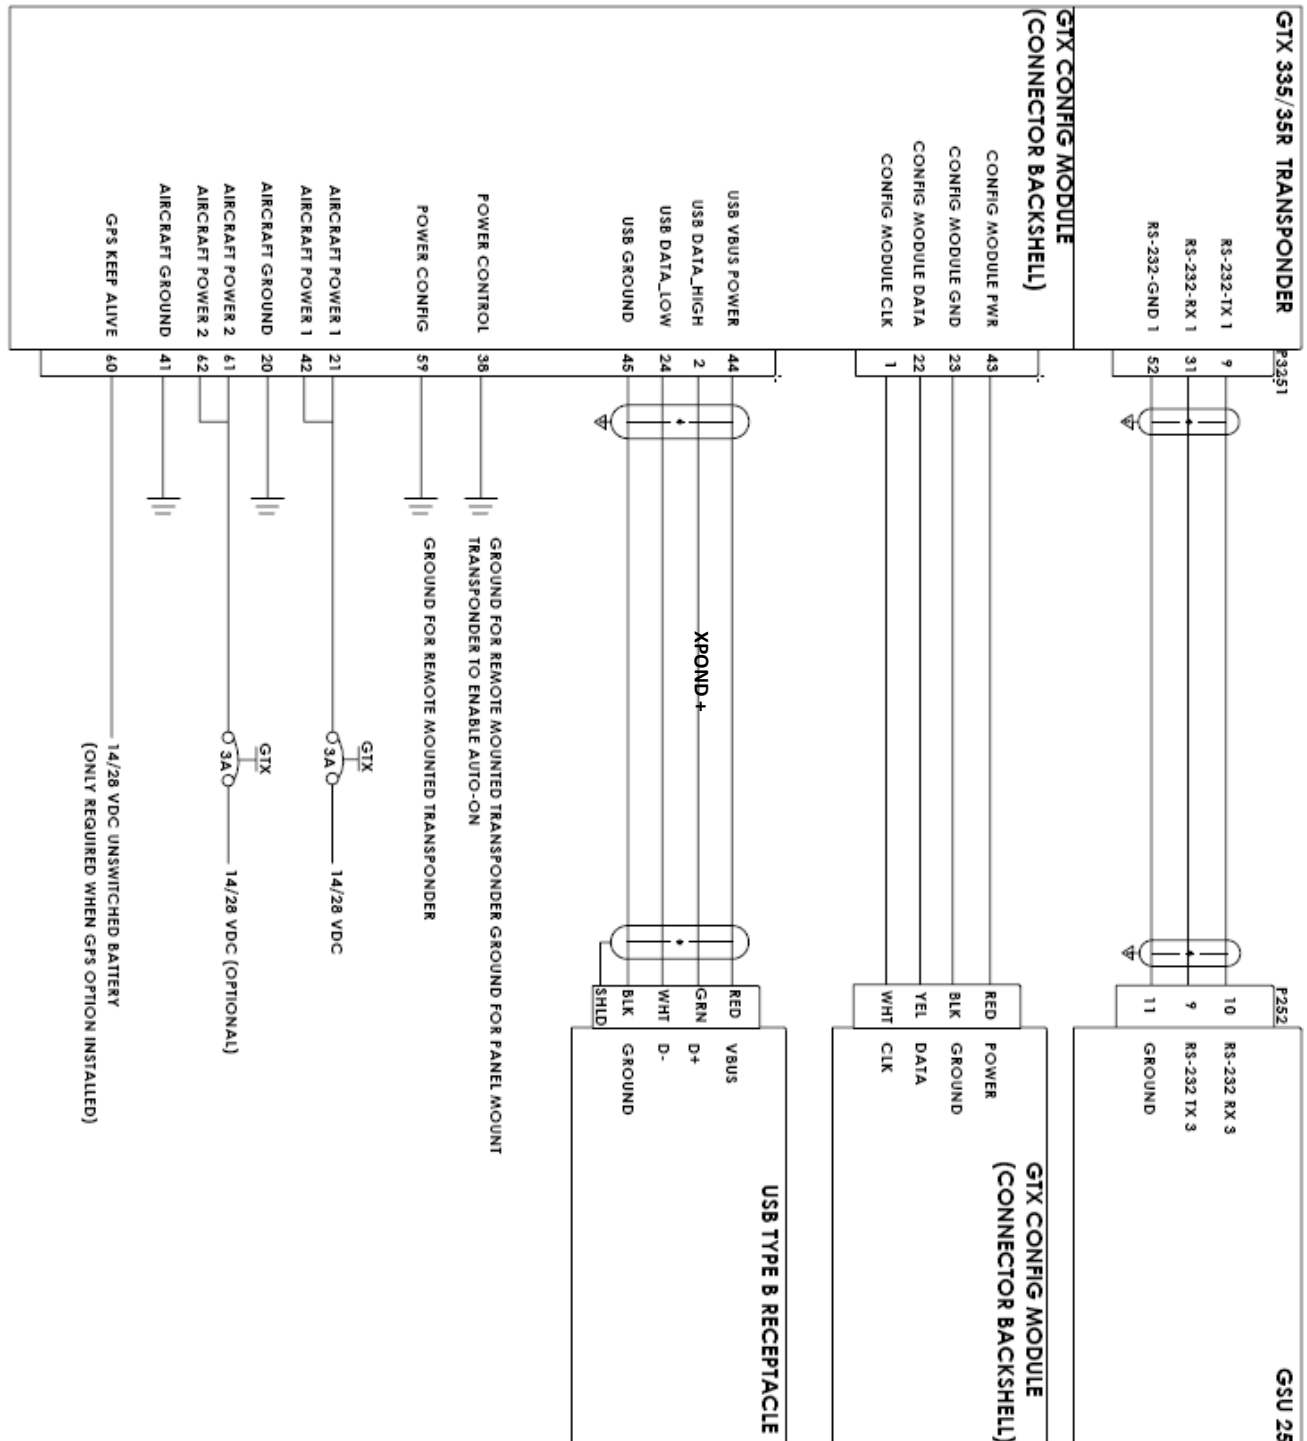 GTX 335/35R TRANSPONDER
P3251
RS-232-TX 1 9
RS-232-RX 1 31
RS-232-GND 1 52
P252
10 RS-232 RX 3
9 RS-232 TX 3
11 GROUND
GSU 25
GTX CONFIG MODULE
(CONNECTOR BACKSHELL)
CONFIG MODULE PWR 43
CONFIG MODULE GND 23
CONFIG MODULE DATA 22
CONFIG MODULE CLK 1
RED POWER
BLK GROUND
YEL DATA
WHT CLK
GTX CONFIG MODULE
(CONNECTOR BACKSHELL)
USB VBUS POWER 44
USB DATA_HIGH 2
USB DATA_LOW 24
USB GROUND 45
XPOND+
RED VBUS
GRN D+
WHT D-
BLK GROUND
SHLD
USB TYPE B RECEPTACLE
POWER CONTROL 38
GROUND FOR REMOTE MOUNTED TRANSPONDER GROUND FOR PANEL MOUNT
TRANSPONDER TO ENABLE AUTO-ON
POWER CONFIG 59
GROUND FOR REMOTE MOUNTED TRANSPONDER
AIRCRAFT POWER 1 21
GTX
3A
14/28 VDC
AIRCRAFT POWER 1 42
AIRCRAFT GROUND 20
AIRCRAFT POWER 2 61
GTX
3A
14/28 VDC (OPTIONAL)
AIRCRAFT POWER 2 62
AIRCRAFT GROUND 41
GPS KEEP ALIVE 60
14/28 VDC UNSWITCHED BATTERY
(ONLY REQUIRED WHEN GPS OPTION INSTALLED)